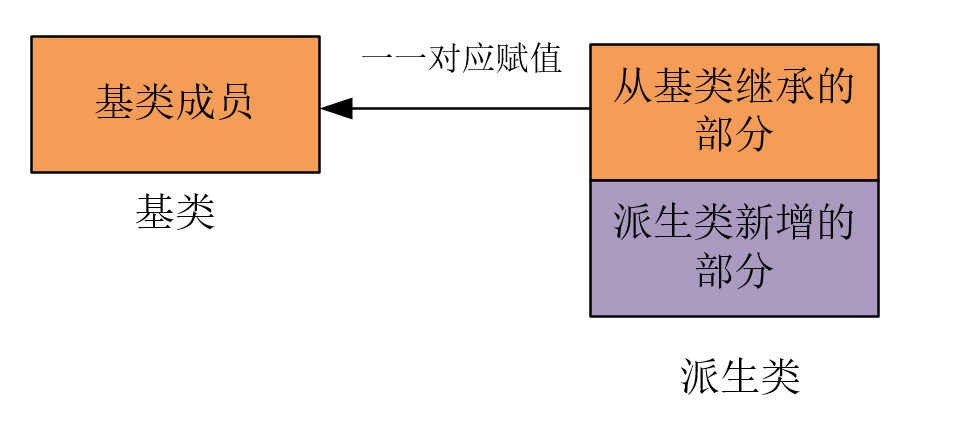 一一对应赋值
基类成员
从基类继承的
部分
基类
派生类新增的
部分
派生类